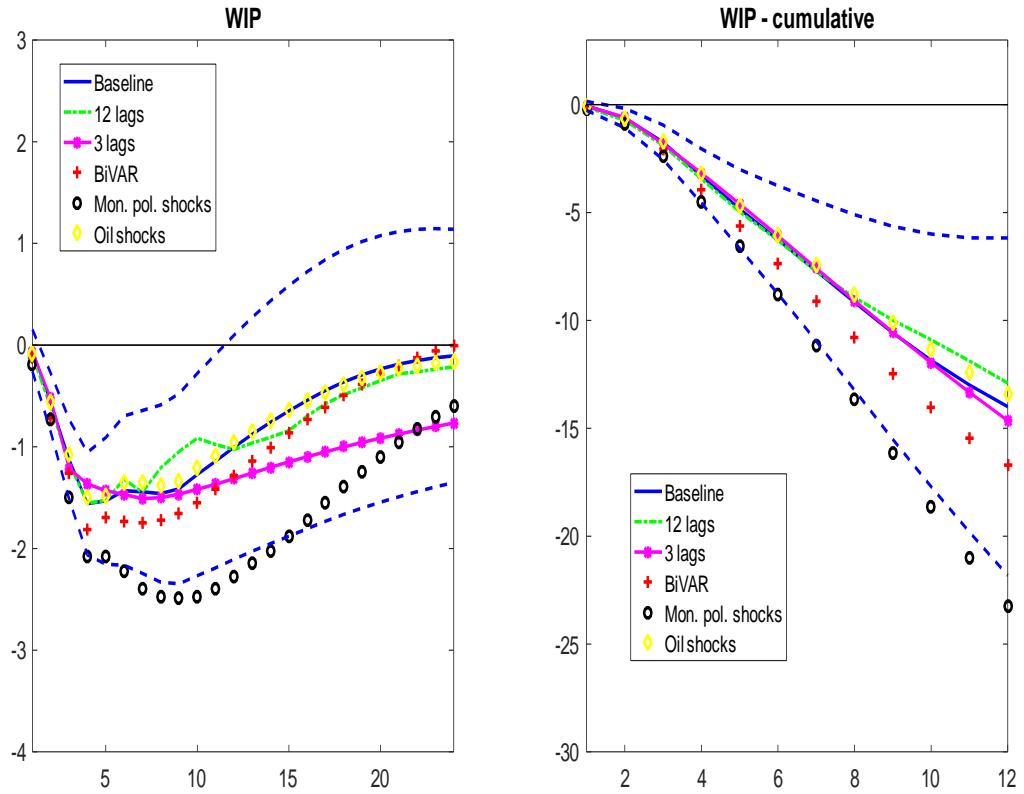 WIP
3
2
1
0
-1
-2
-3
-4
5
10
15
20
Baseline
12 lags
3 lags
BiVAR
Mon. pol. shocks
Oil shocks
WIP - cumulative
0
-5
-10
-15
-20
-25
-30
2
4
6
8
10
12
Baseline
12 lags
3 lags
BiVAR
Mon. pol. shocks
Oil shocks